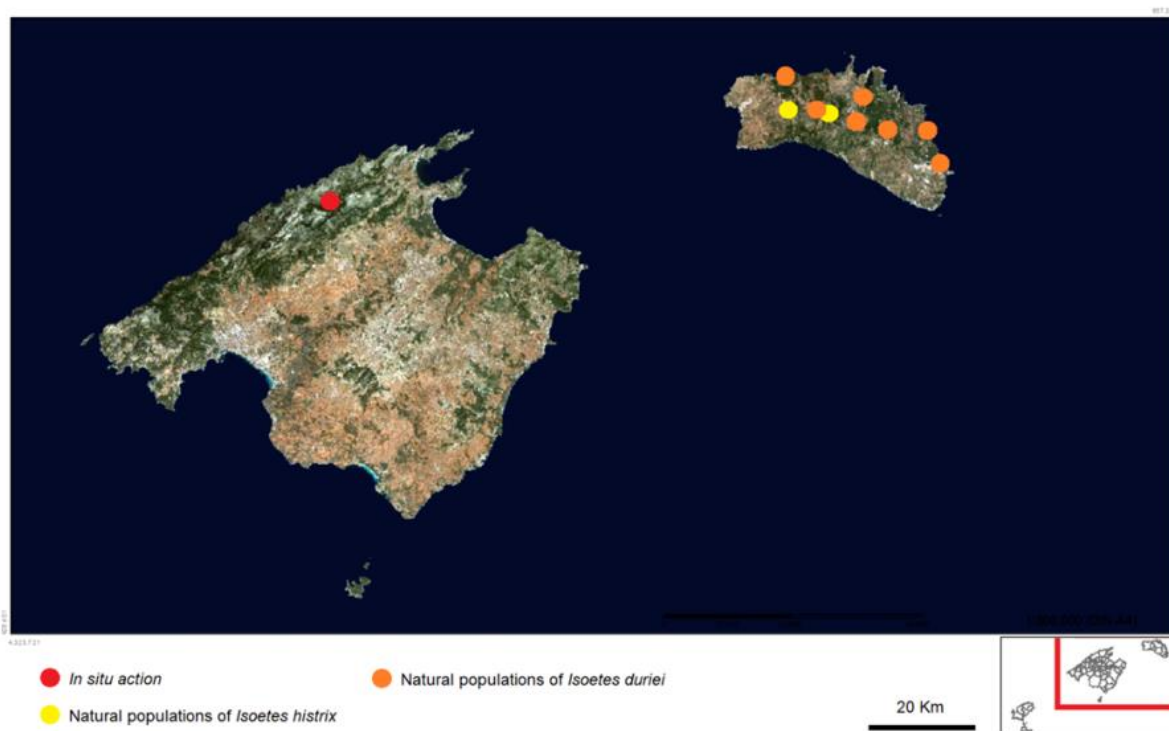 In situ action
Natural populations of Isoetes duriei
Natural populations of Isoetes histrix
20 Km